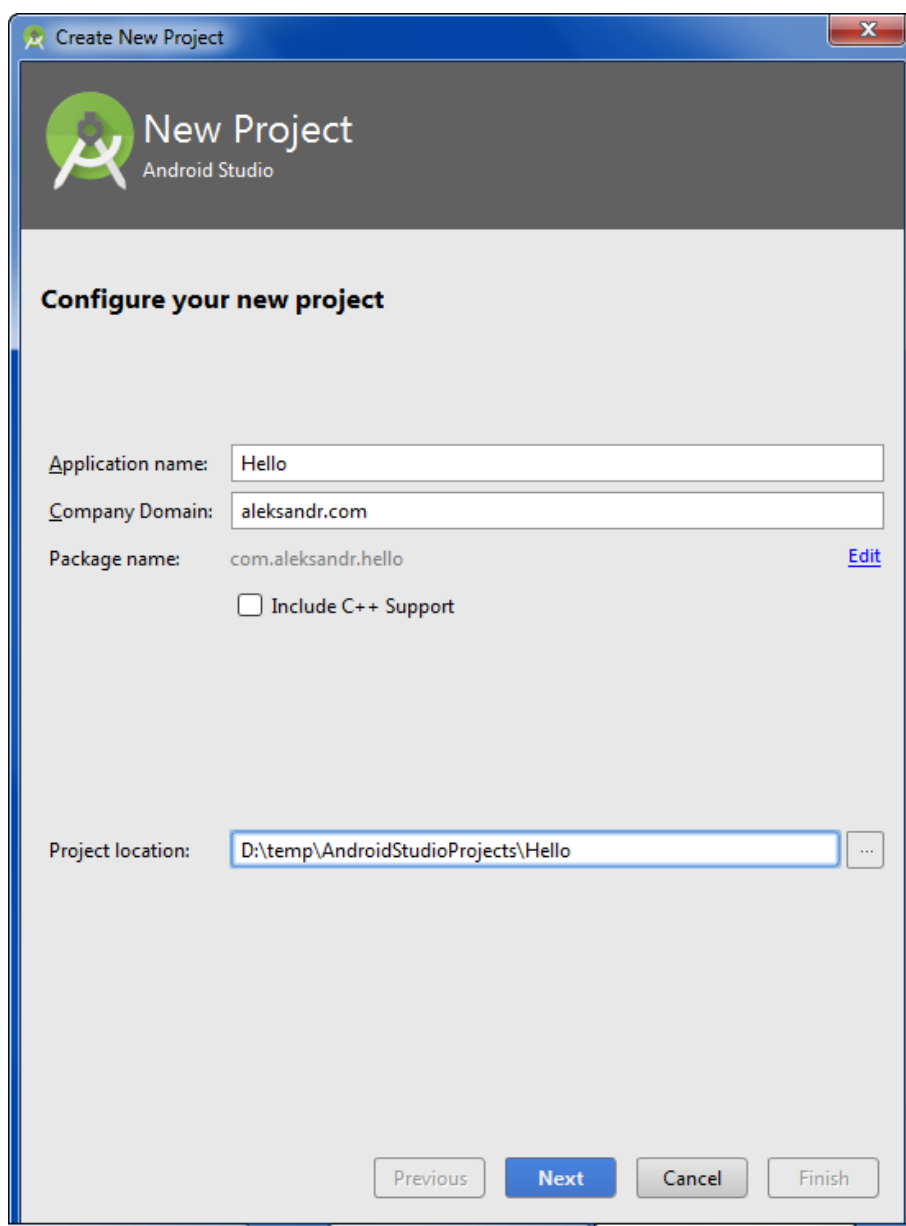 Create New Project
New Project
Android Studio
Configure your new project
Application name: Hello
Company Domain: aleksandr.com
Package name: com.aleksandr.hello Edit
Include C++ Support
Project location: D:\temp\AndroidStudioProjects\Hello ...
Previous Next Cancel Finish